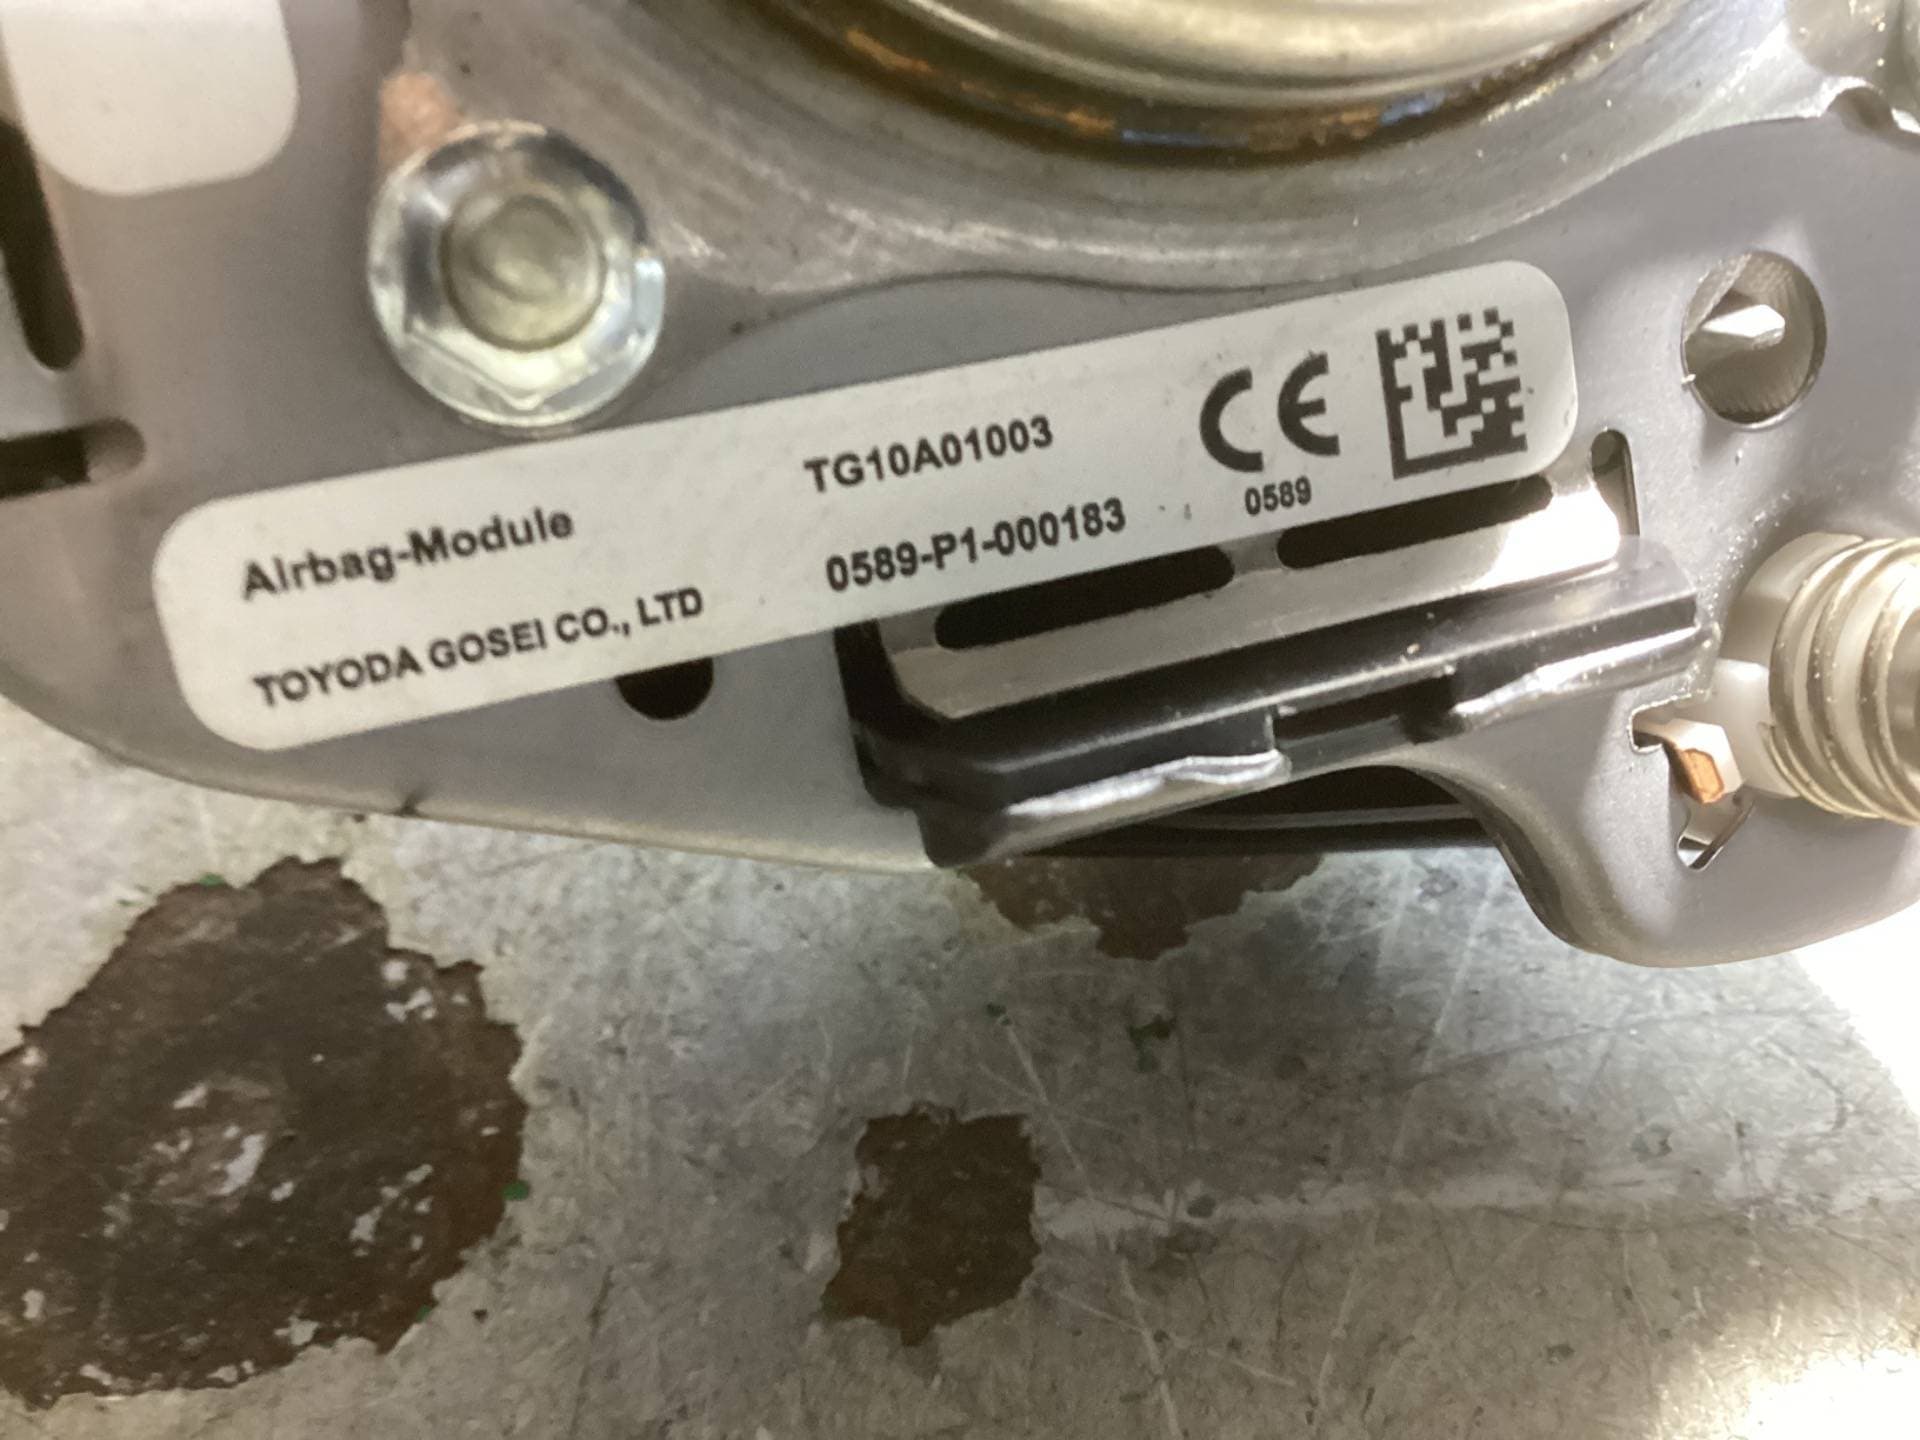 Airbag-Module TG10A01003 CE
TOYODA GOSEI CO., LTD 0589-P1-000183 0589